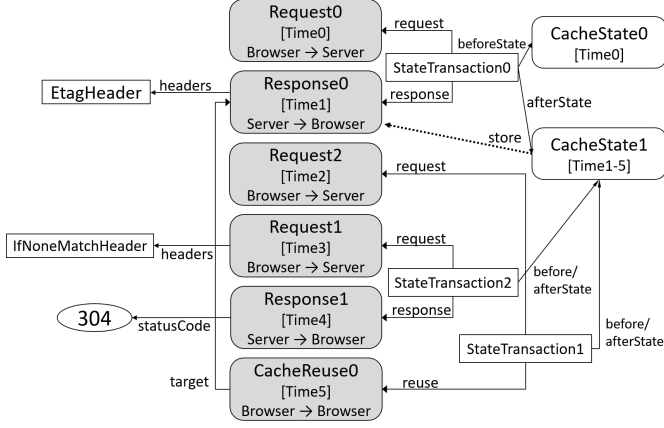 Request0
[Time0]
Browser → Server
request
beforeState
CacheState0
[Time0]
StateTransaction0
Response0
[Time1]
Server → Browser
headers
EtagHeader
response
afterState
store
CacheState1
[Time1-5]
Request2
[Time2]
Browser → Server
request
Request1
[Time3]
Browser → Server
request
IfNoneMatchHeader
headers
StateTransaction2
before/
afterState
Response1
[Time4]
Server → Browser
response
304
statusCode
before/
afterState
StateTransaction1
CacheReuse0
[Time5]
Browser → Browser
target
reuse